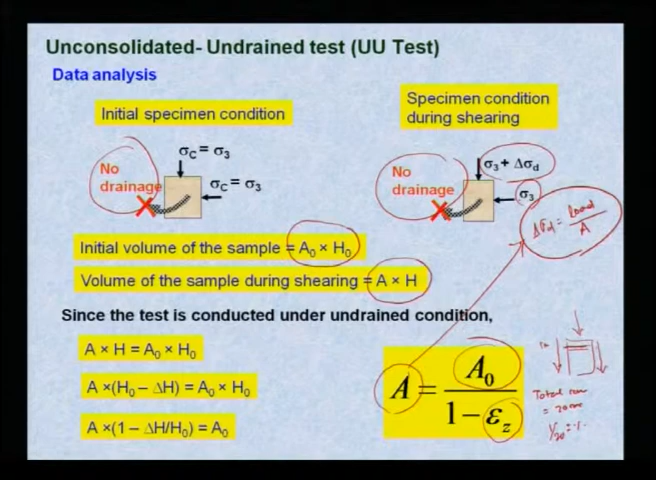 Unconsolidated- Undrained test (UU Test)
Data analysis
Initial specimen condition
Specimen condition
during shearing
No
drainage
σC = σ3
σC = σ3
No
drainage
σ3 + Δσd
σ3
Δσd = Load/A
Initial volume of the sample = A0 × H0
Volume of the sample during shearing = A × H
Since the test is conducted under undrained condition,
A × H = A0 × H0
A ×(H0 – ΔH) = A0 × H0
A ×(1 – ΔH/H0) = A0
A = A0 / 1 − εz
Total